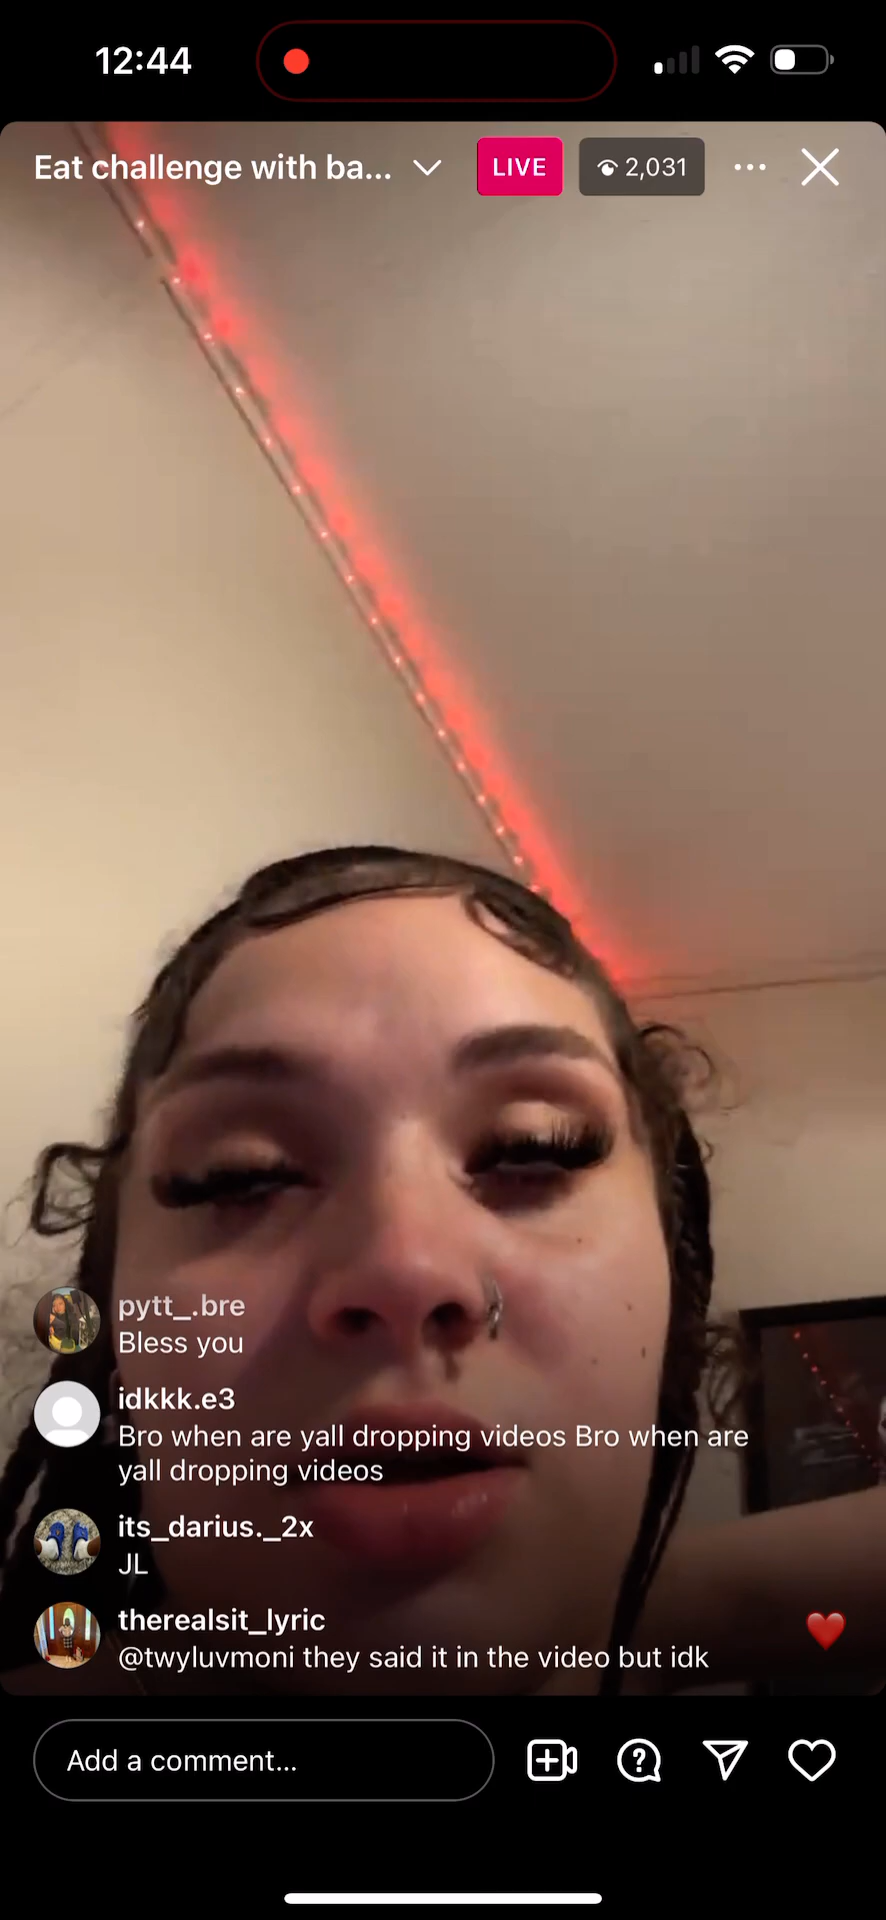 12:44
Eat challenge with ba...
LIVE
2,031
pytt_.bre
Bless you
idkkk.e3
Bro when are yall dropping videos Bro when are
yall dropping videos
its_darius._2x
JL
therealsit_lyric
@twyluvmoni they said it in the video but idk
Add a comment...